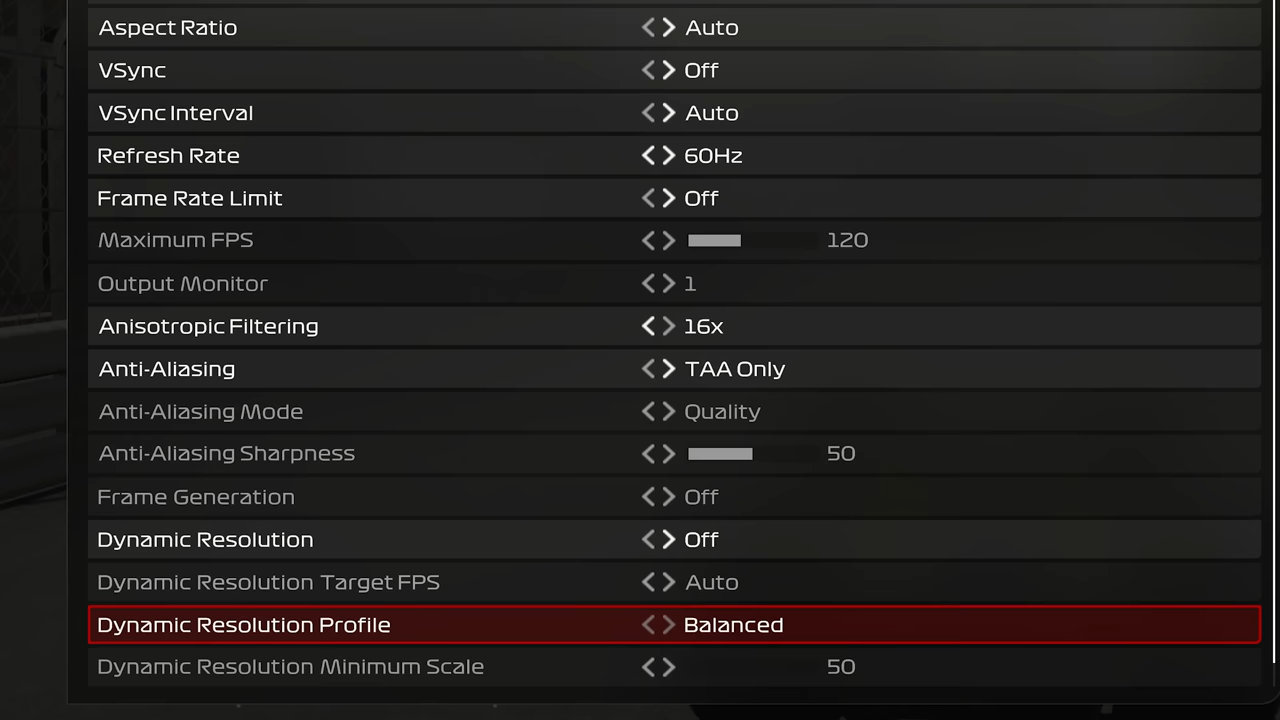 Aspect Ratio Auto
VSync Off
VSync Interval Auto
Refresh Rate 60Hz
Frame Rate Limit Off
Maximum FPS 120
Output Monitor 1
Anisotropic Filtering 16x
Anti-Aliasing TAA Only
Anti-Aliasing Mode Quality
Anti-Aliasing Sharpness 50
Frame Generation Off
Dynamic Resolution Off
Dynamic Resolution Target FPS Auto
Dynamic Resolution Profile Balanced
Dynamic Resolution Minimum Scale 50